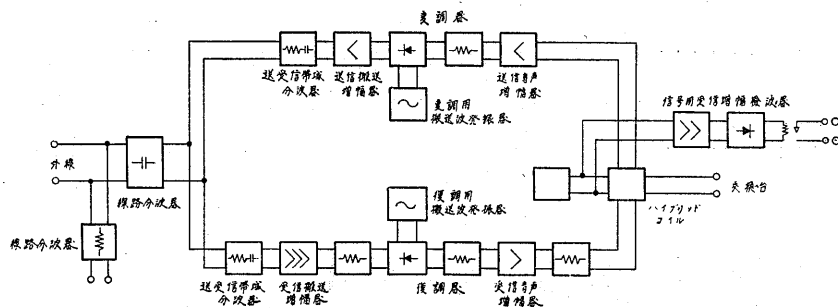 変調器
送受信帯域
分波器
送信搬送
増幅器
送信音声
増幅器
変調用
搬送波発振器
信号用受信増幅検波器
外線
線路分波器
線路分波器
交換台
ハイブリッド
コイル
復調用
搬送波発振器
送受信帯域
分波器
受信搬送
増幅器
復調器
受信音声
増幅器